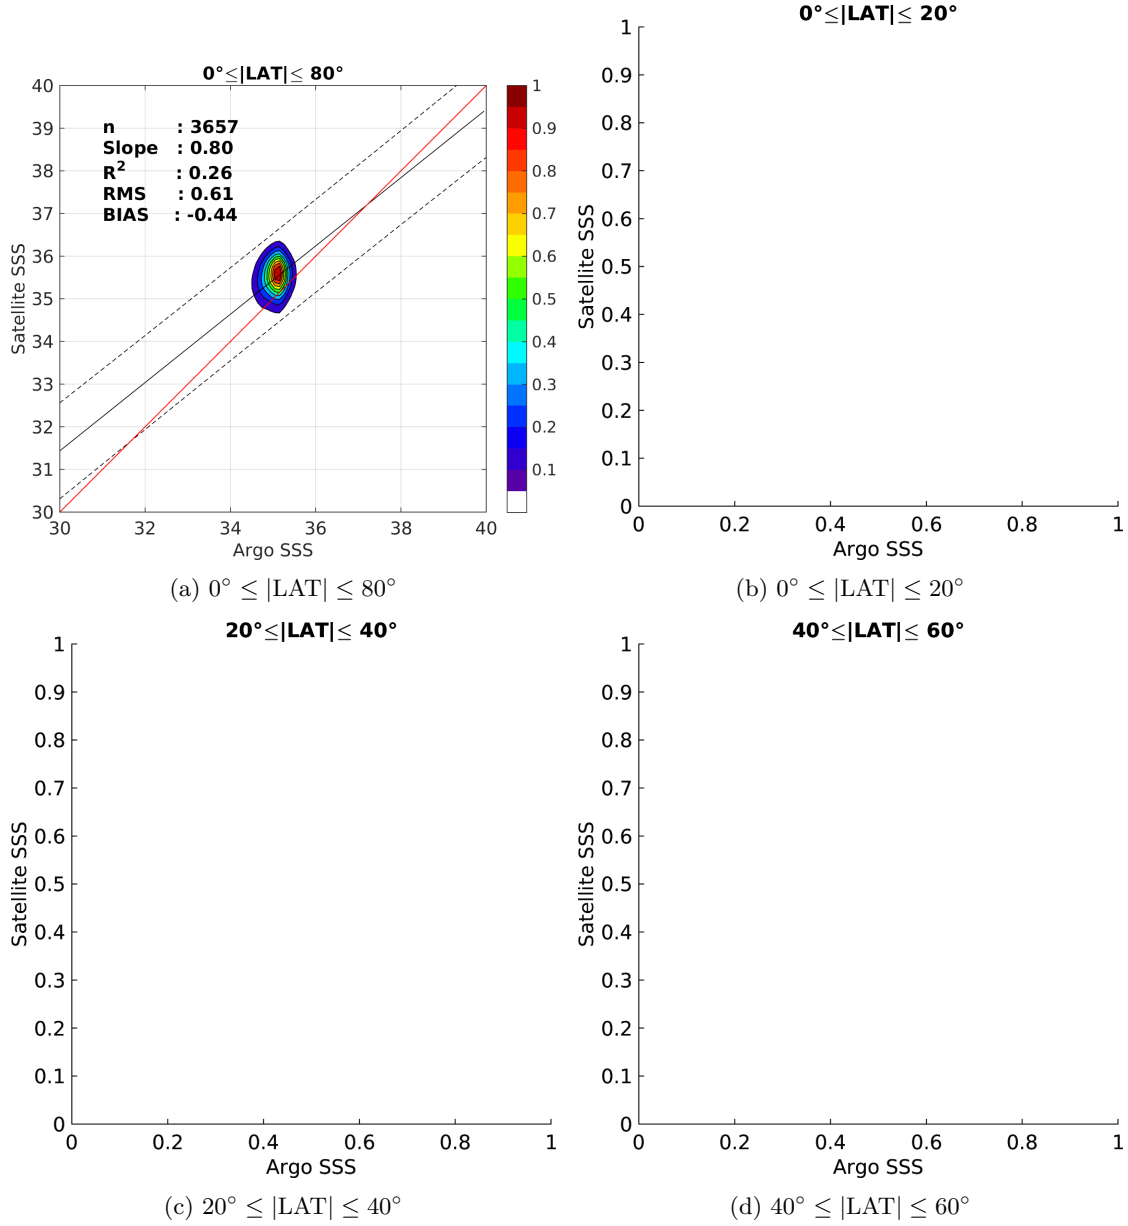 0°≤|LAT|≤ 80°
40
39
38
37
36
35
34
33
32
31
30
Satellite SSS
n : 3657
Slope : 0.80
R² : 0.26
RMS : 0.61
BIAS : -0.44
30 32 34 36 38 40
Argo SSS
1
0.9
0.8
0.7
0.6
0.5
0.4
0.3
0.2
0.1
(a) 0° ≤ |LAT| ≤ 80°
0°≤|LAT|≤ 20°
1
0.9
0.8
0.7
0.6
0.5
0.4
0.3
0.2
0.1
0
Satellite SSS
0 0.2 0.4 0.6 0.8 1
Argo SSS
(b) 0° ≤ |LAT| ≤ 20°
20°≤|LAT|≤ 40°
1
0.9
0.8
0.7
0.6
0.5
0.4
0.3
0.2
0.1
0
Satellite SSS
0 0.2 0.4 0.6 0.8 1
Argo SSS
(c) 20° ≤ |LAT| ≤ 40°
40°≤|LAT|≤ 60°
1
0.9
0.8
0.7
0.6
0.5
0.4
0.3
0.2
0.1
0
Satellite SSS
0 0.2 0.4 0.6 0.8 1
Argo SSS
(d) 40° ≤ |LAT| ≤ 60°